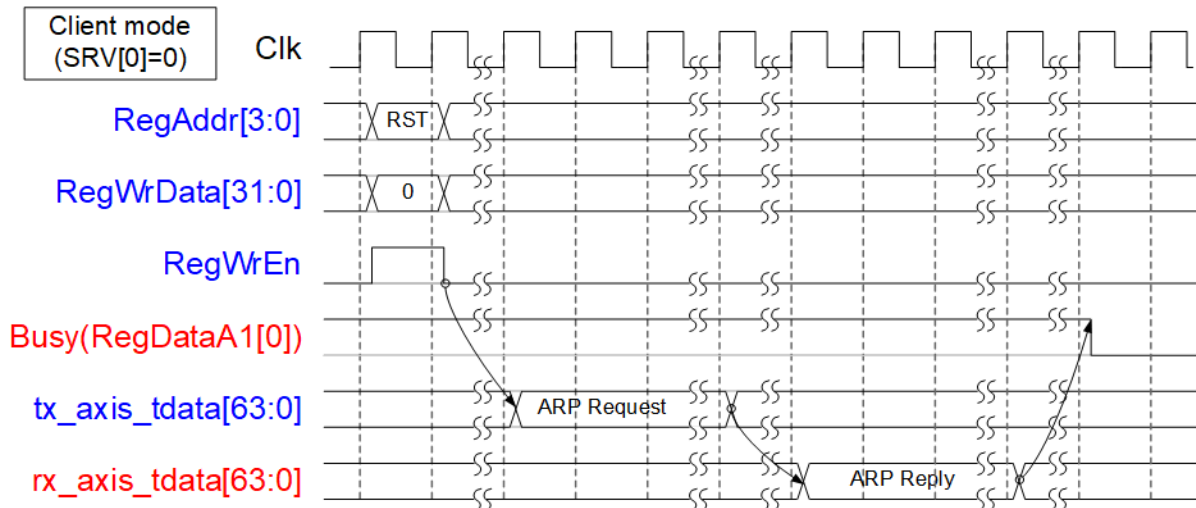 Client mode
(SRV[0]=0)
Clk
RegAddr[3:0]
RST
RegWrData[31:0]
0
RegWrEn
Busy(RegDataA1[0])
tx_axis_tdata[63:0]
ARP Request
rx_axis_tdata[63:0]
ARP Reply